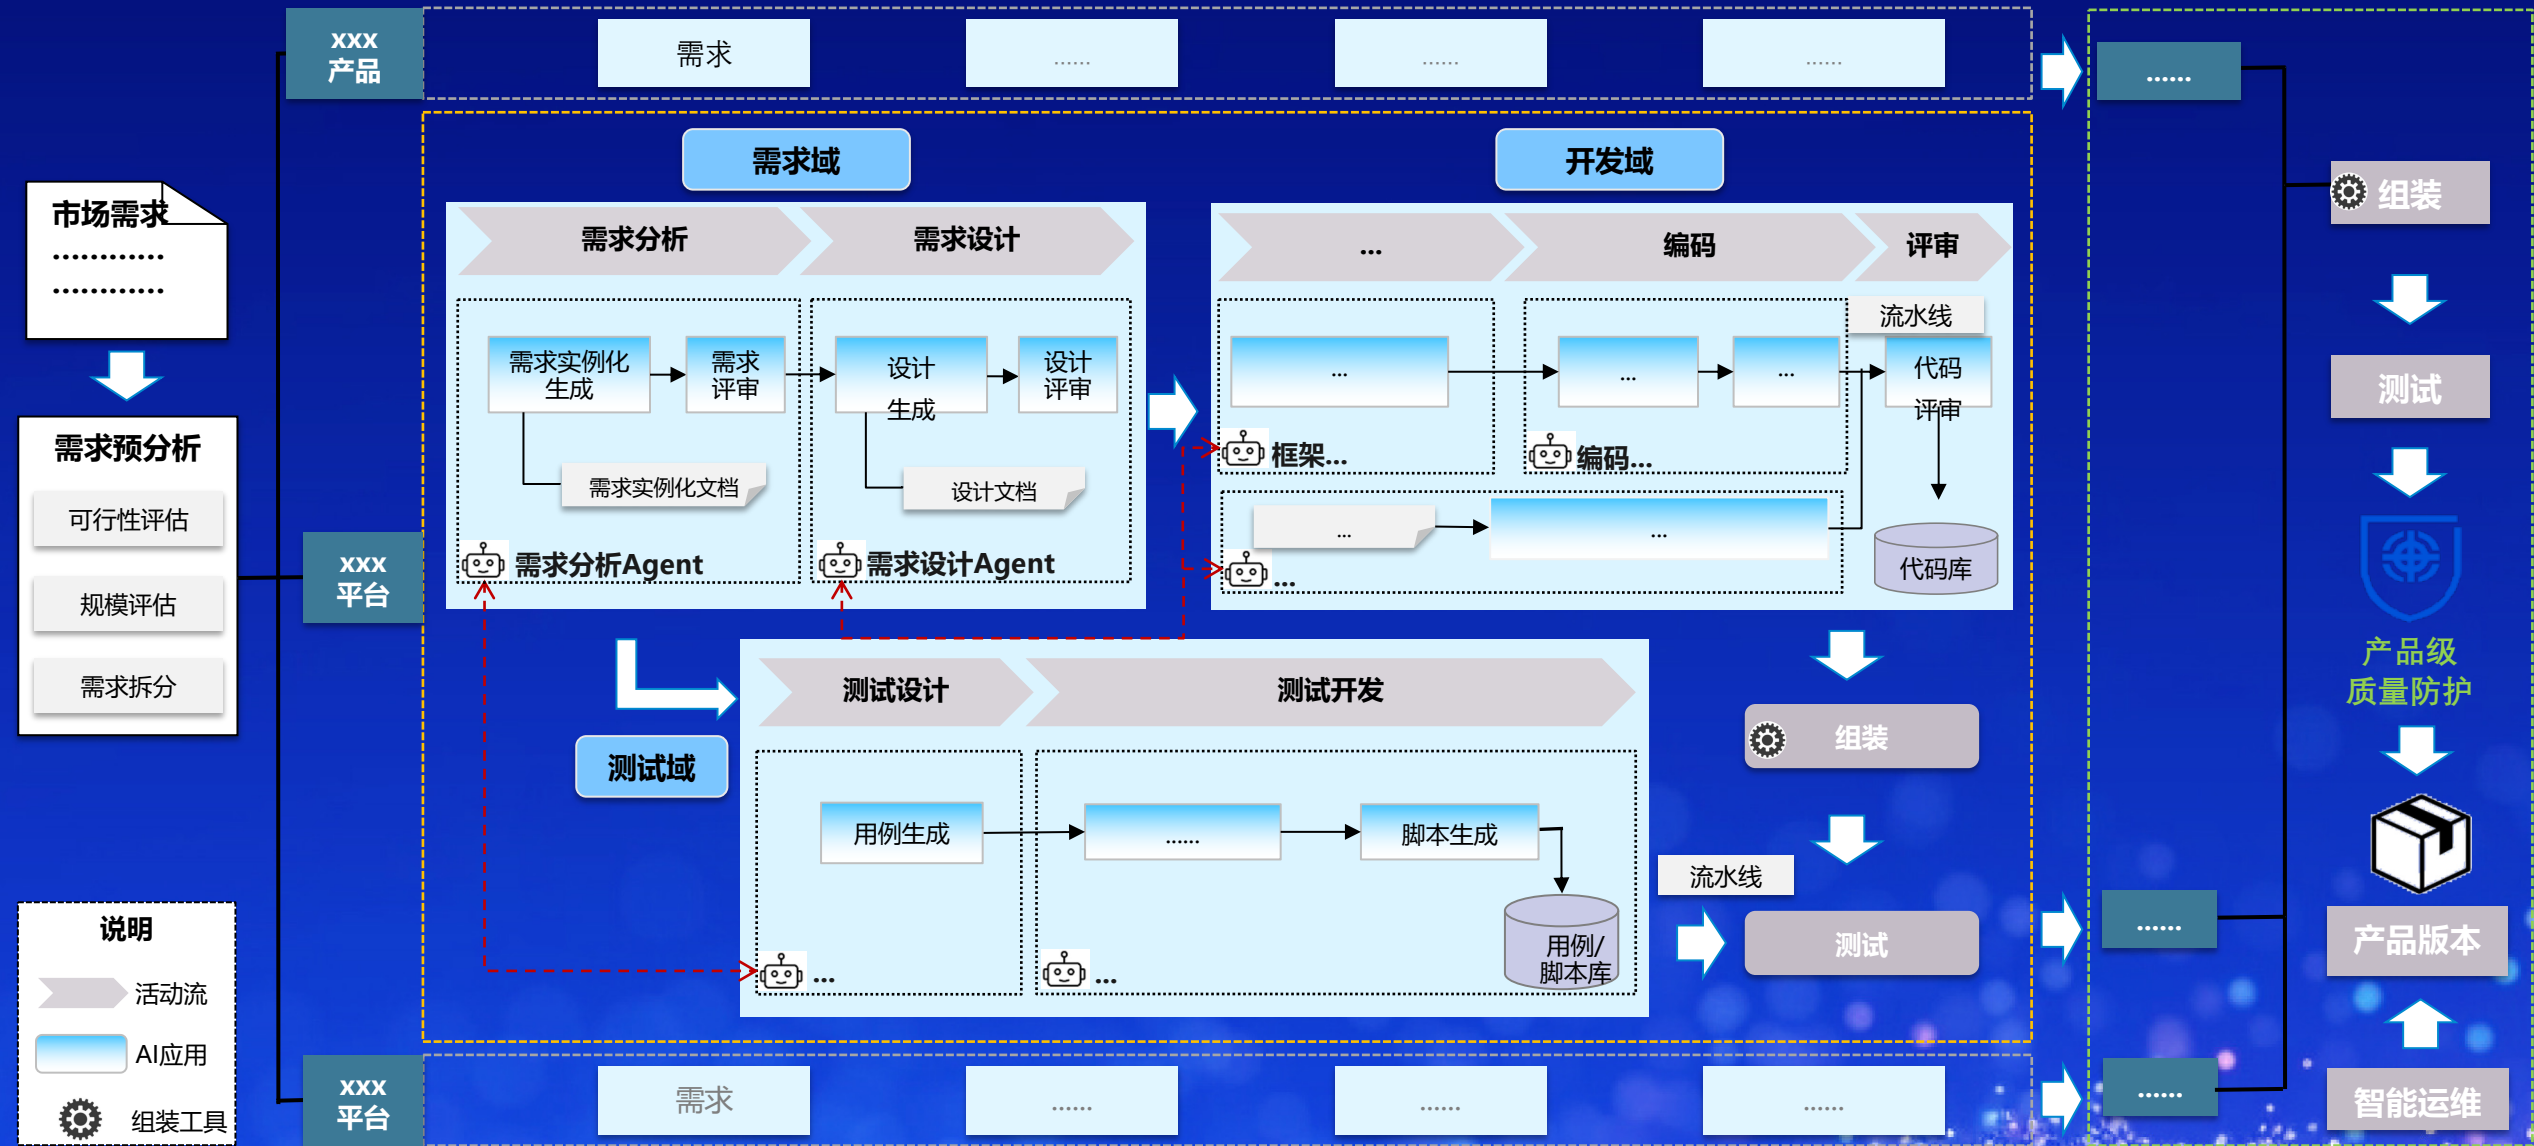 xxx
产品
需求
......
......
......
......
市场需求
............
............
需求预分析
可行性评估
规模评估
需求拆分
xxx
平台
需求域
需求分析
需求设计
需求实例化
生成
需求
评审
设计
生成
设计
评审
需求实例化文档
设计文档
需求分析Agent
需求设计Agent
开发域
...
编码
评审
流水线
...
...
...
代码
评审
框架...
编码...
...
...
...
代码库
测试域
测试设计
测试开发
用例生成
......
脚本生成
用例/
脚本库
...
...
组装
流水线
测试
......
......
组装
测试
产品级
质量防护
产品版本
智能运维
说明
活动流
AI应用
组装工具
xxx
平台
需求
......
......
......